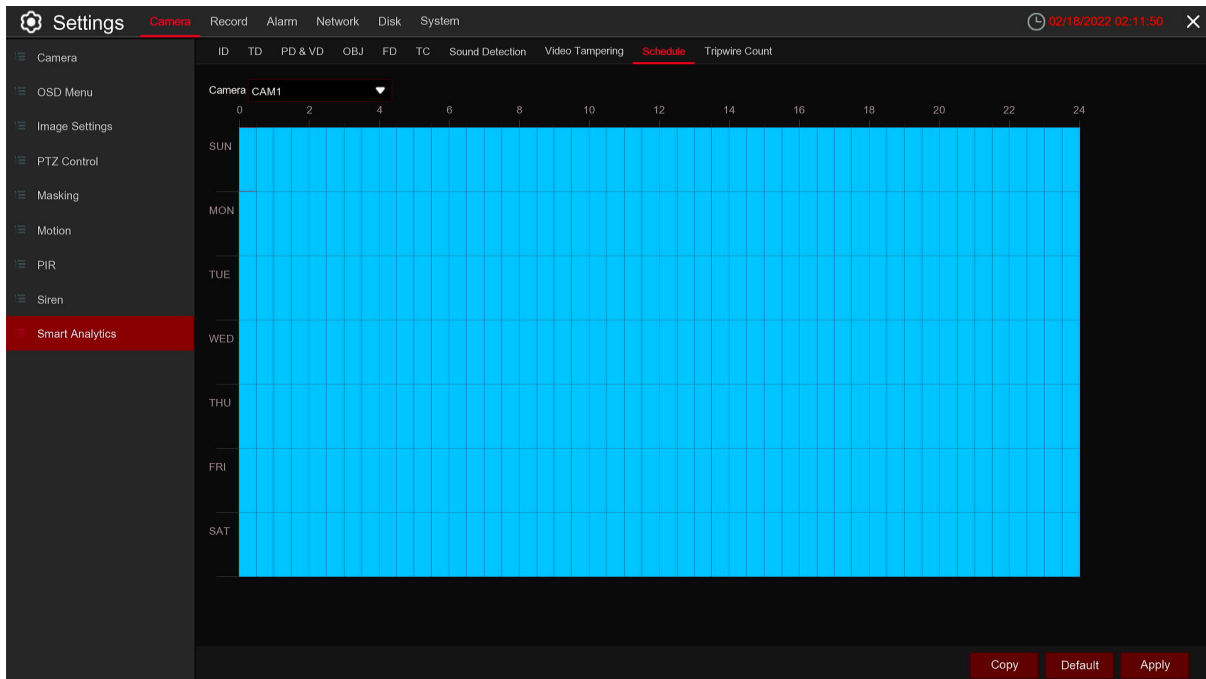 Settings Camera Record Alarm Network Disk System 02/18/2022 02:11:50
ID TD PD & VD OBJ FD TC Sound Detection Video Tampering Schedule Tripwire Count
Camera
OSD Menu
Image Settings
PTZ Control
Masking
Motion
PIR
Siren
Smart Analytics
Camera CAM1
0 2 4 6 8 10 12 14 16 18 20 22 24
SUN
MON
TUE
WED
THU
FRI
SAT
Copy Default Apply